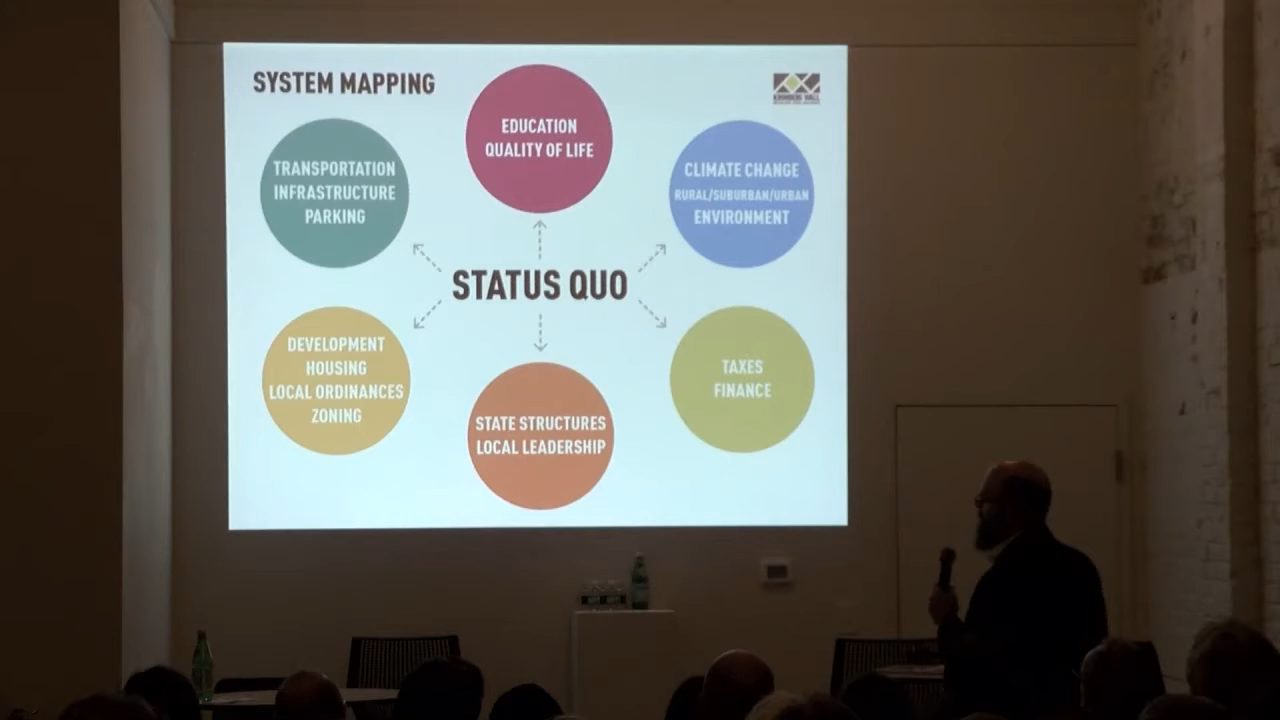 SYSTEM MAPPING
EDUCATION
QUALITY OF LIFE
TRANSPORTATION
INFRASTRUCTURE
PARKING
CLIMATE CHANGE
RURAL/SUBURBAN/URBAN
ENVIRONMENT
STATUS QUO
DEVELOPMENT
HOUSING
LOCAL ORDINANCES
ZONING
STATE STRUCTURES
LOCAL LEADERSHIP
TAXES
FINANCE